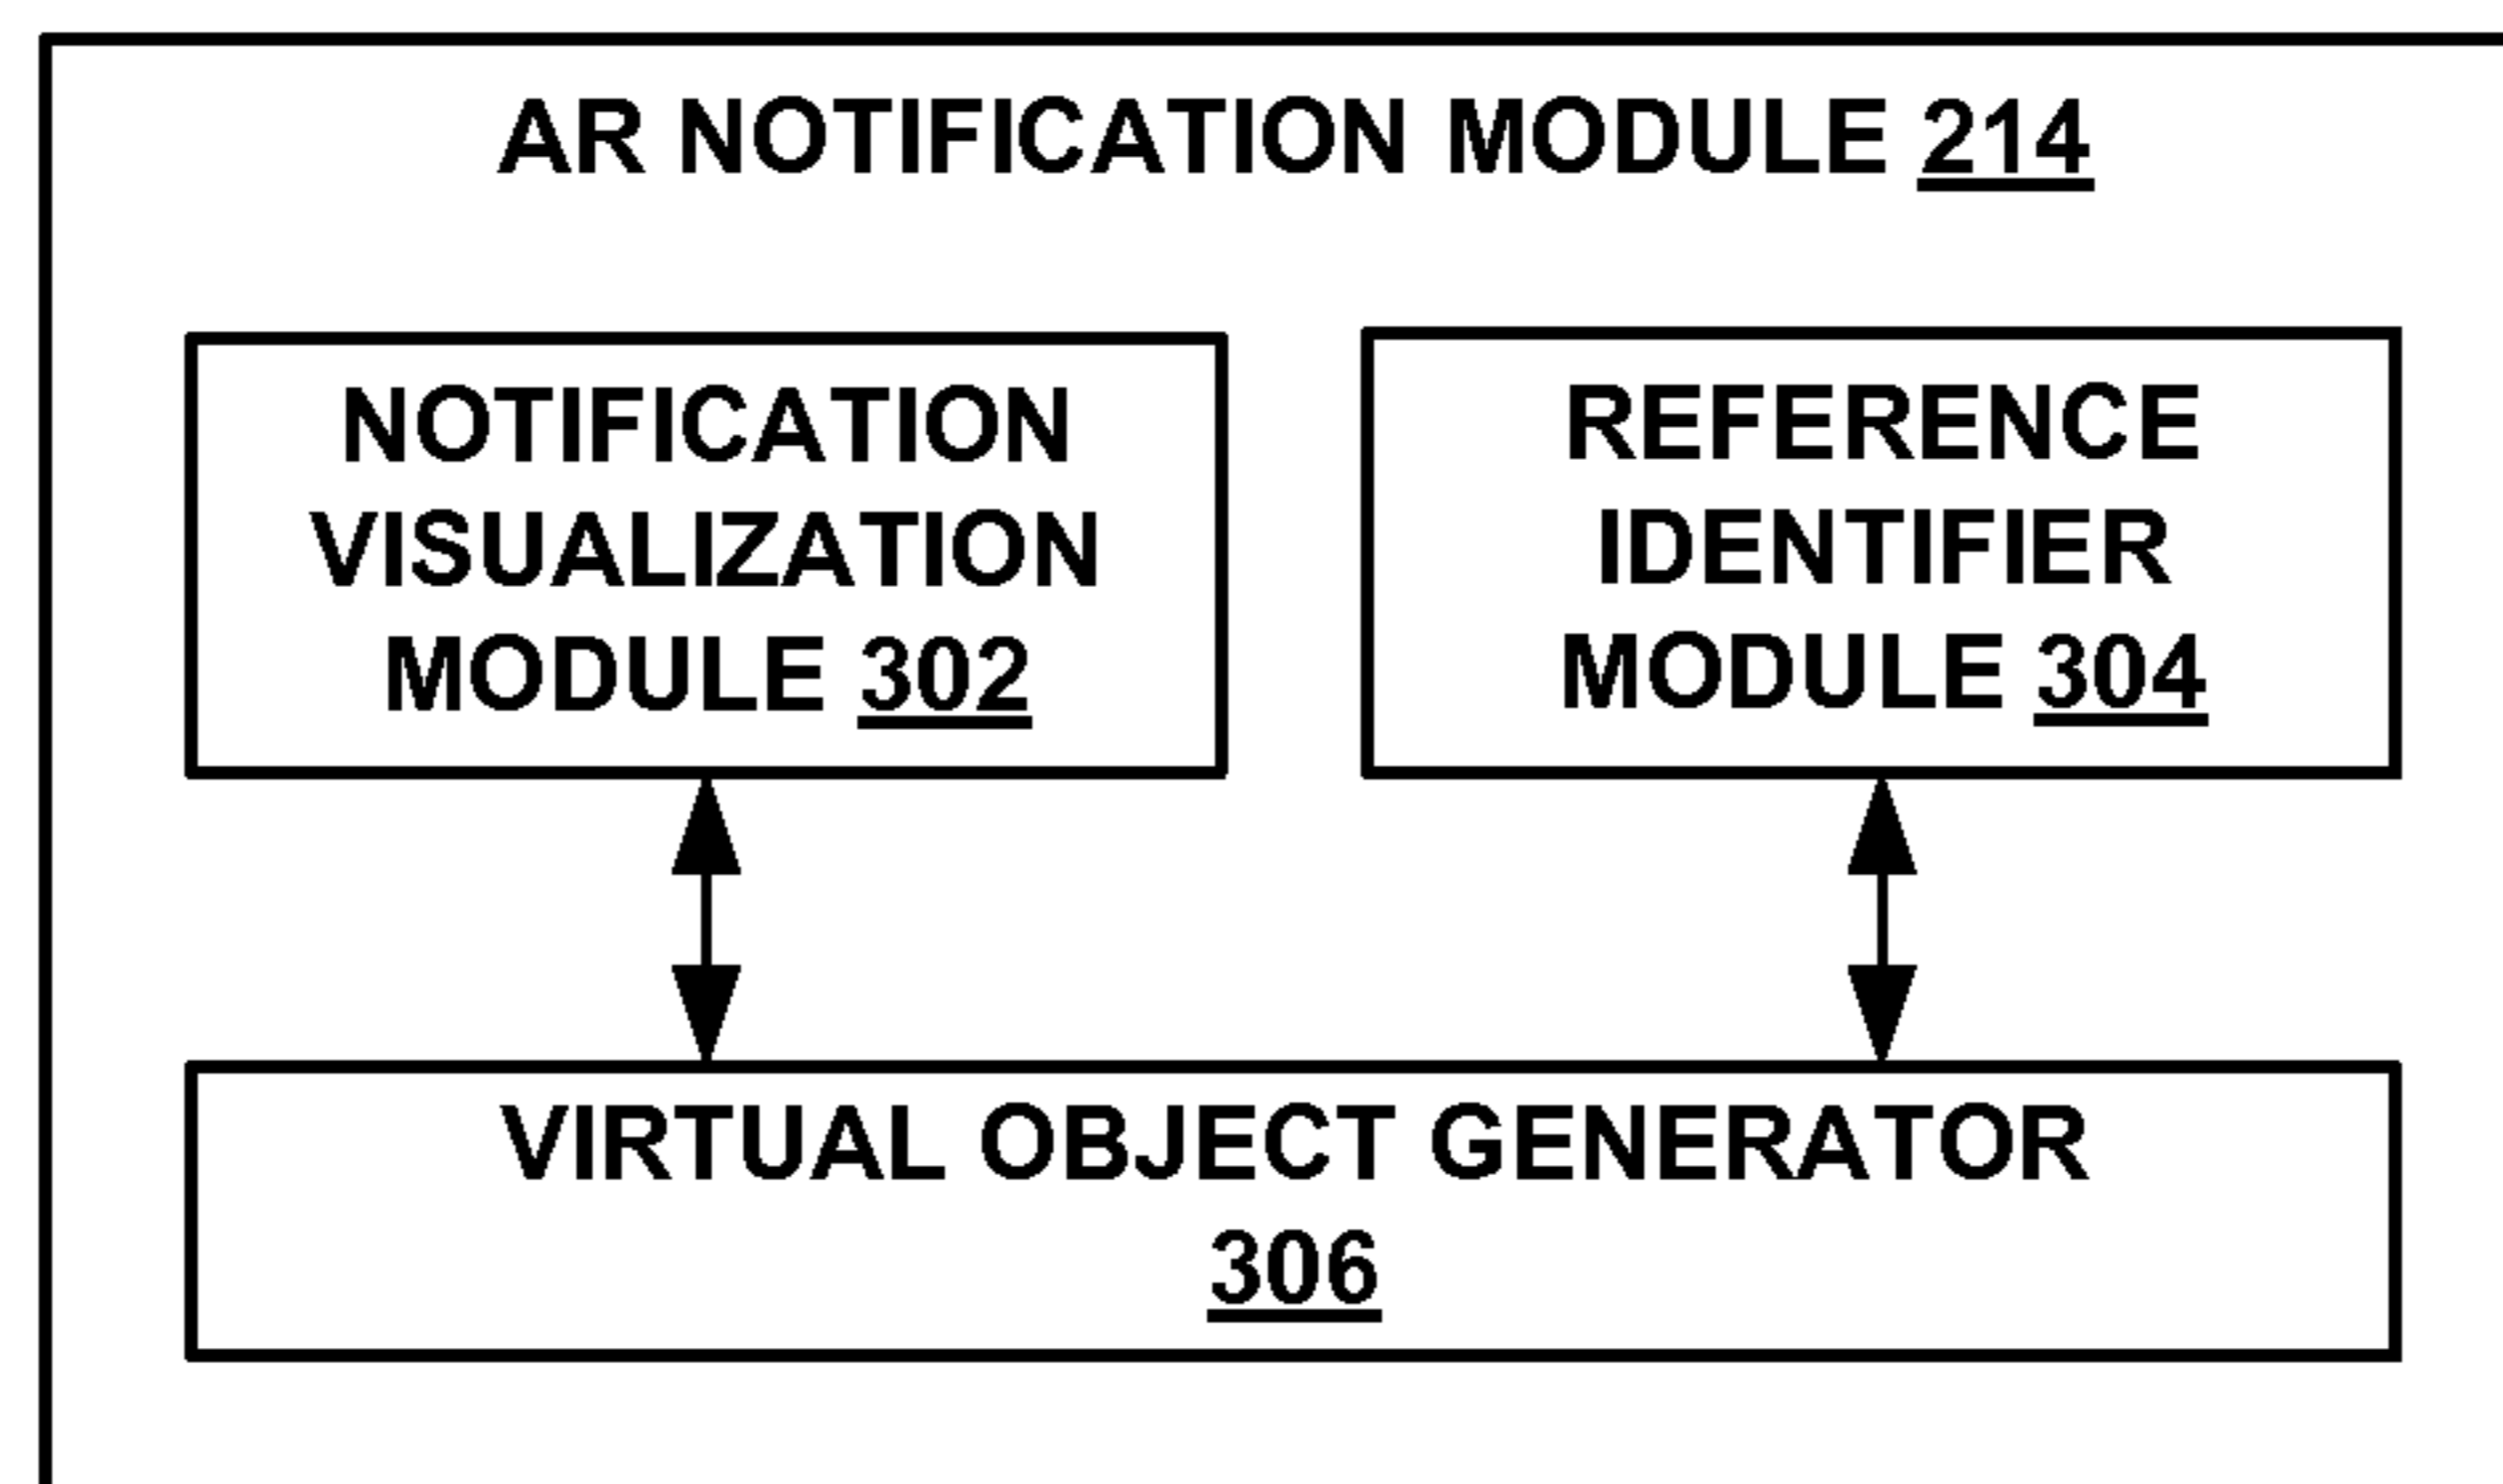 AR NOTIFICATION MODULE 214
NOTIFICATION
VISUALIZATION
MODULE 302
REFERENCE
IDENTIFIER
MODULE 304
VIRTUAL OBJECT GENERATOR
306